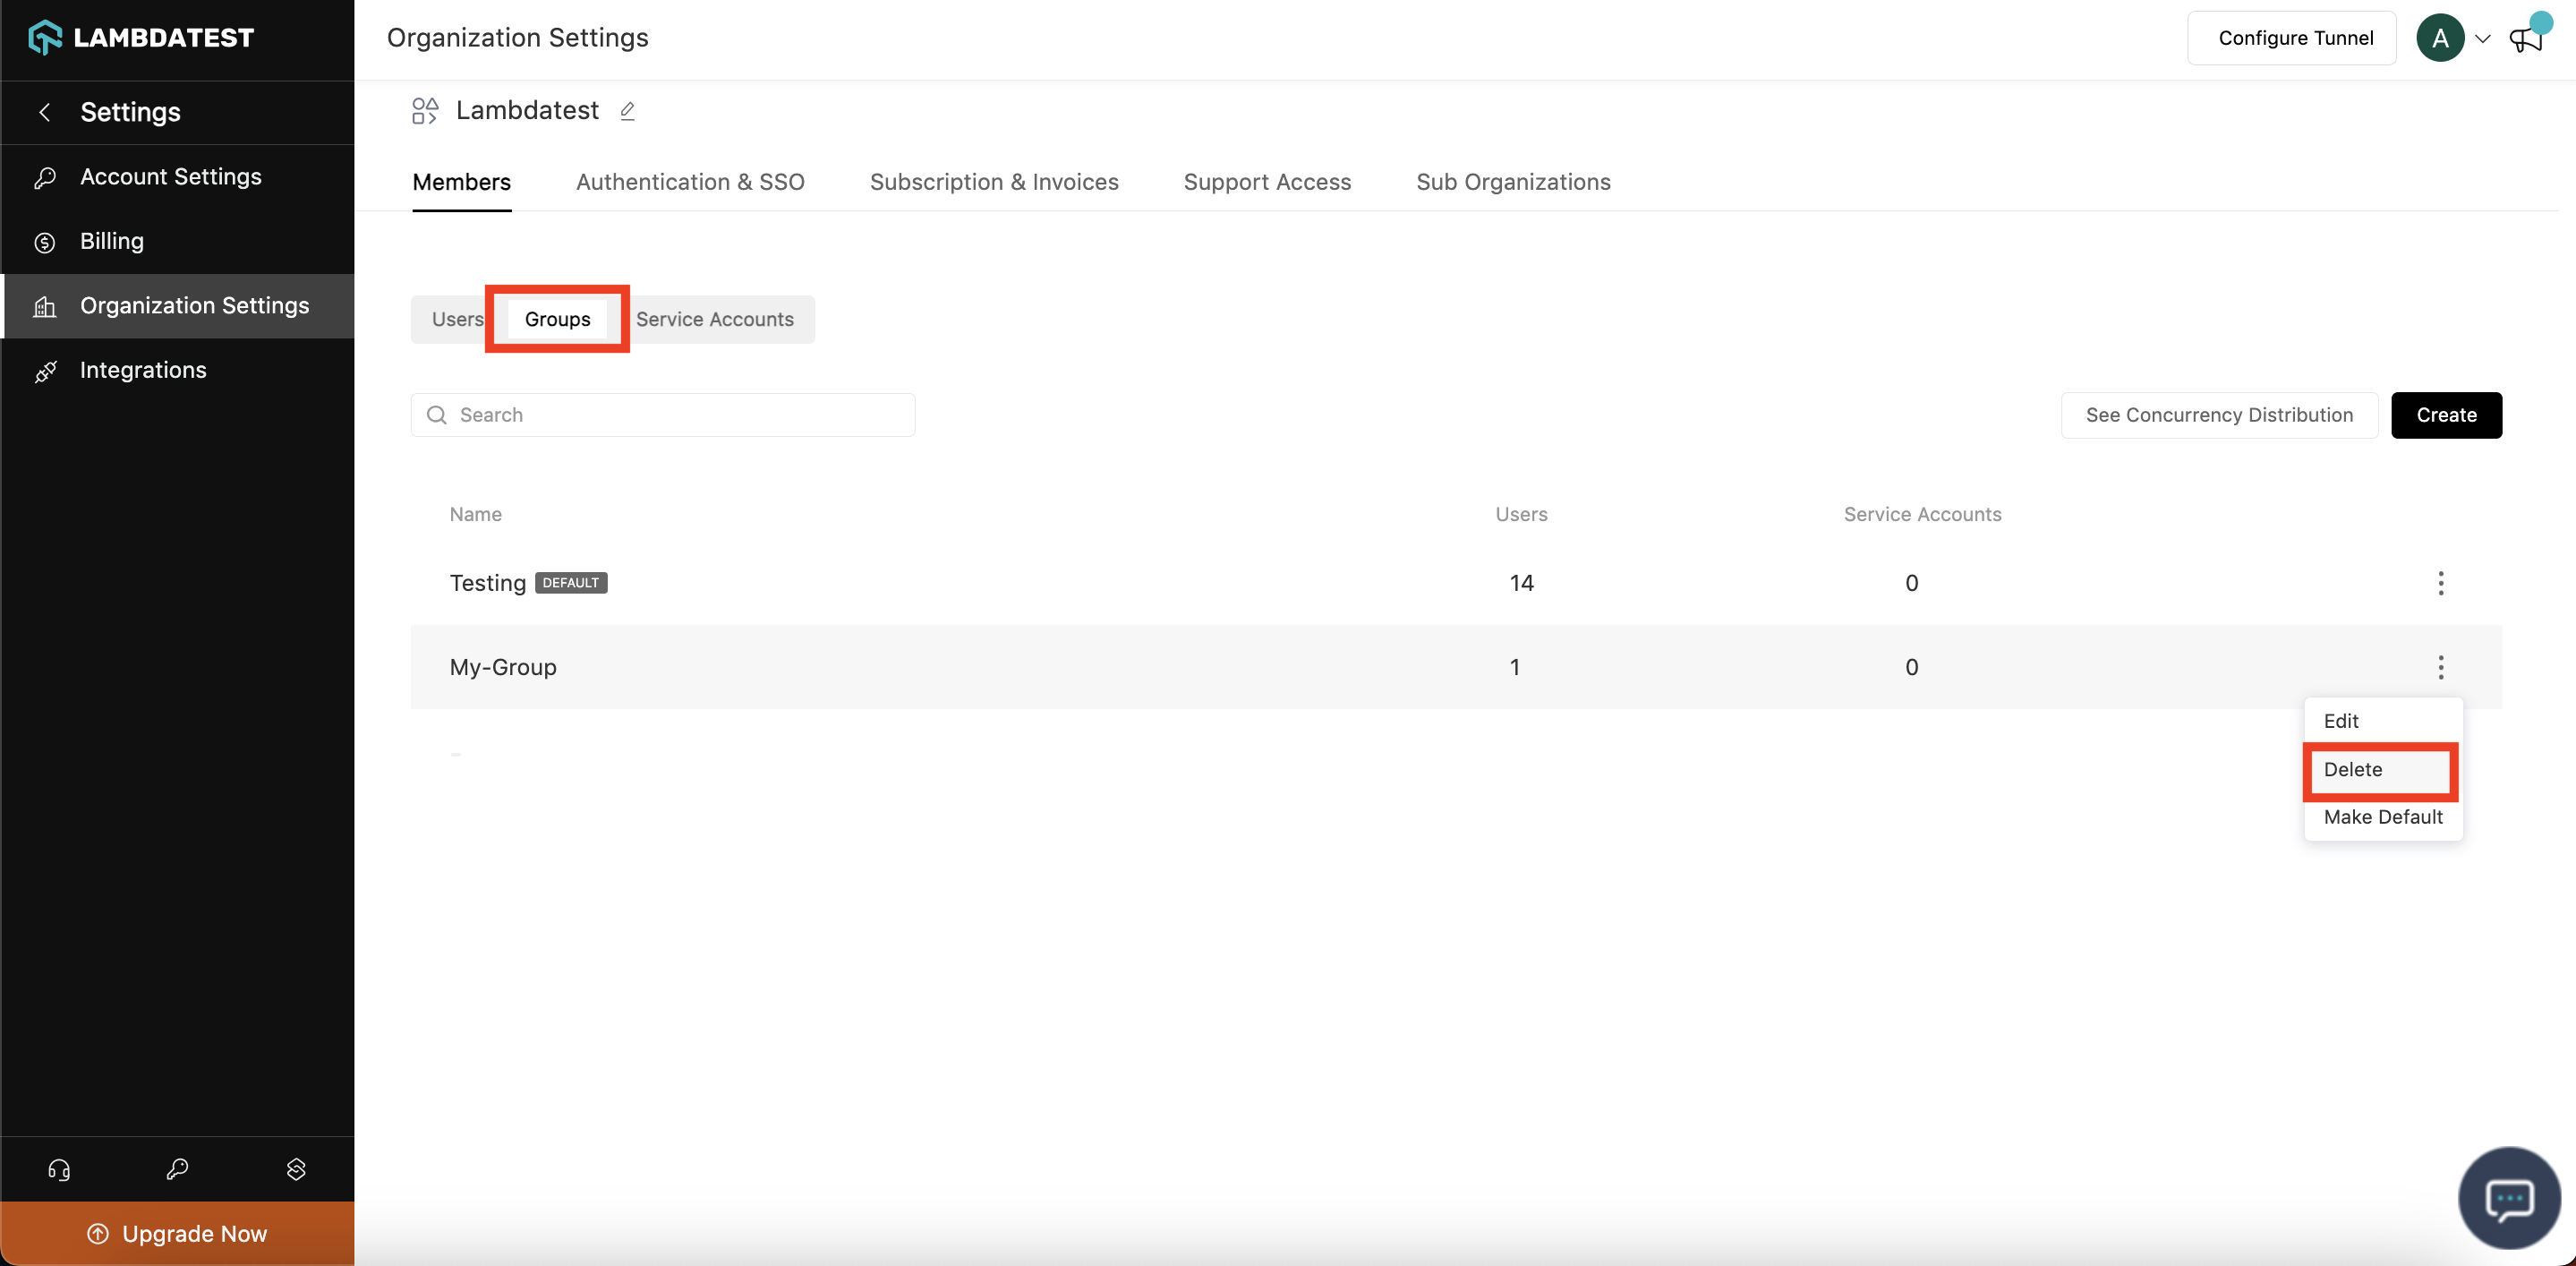 LAMBDATEST
Organization Settings
Configure Tunnel
A
Settings
Lambdatest
Account Settings
Members
Authentication & SSO
Subscription & Invoices
Support Access
Sub Organizations
Billing
Organization Settings
Users
Groups
Service Accounts
Integrations
Search
See Concurrency Distribution
Create
Name
Users
Service Accounts
Testing DEFAULT
14
0
My-Group
1
0
Edit
Delete
Make Default
Upgrade Now